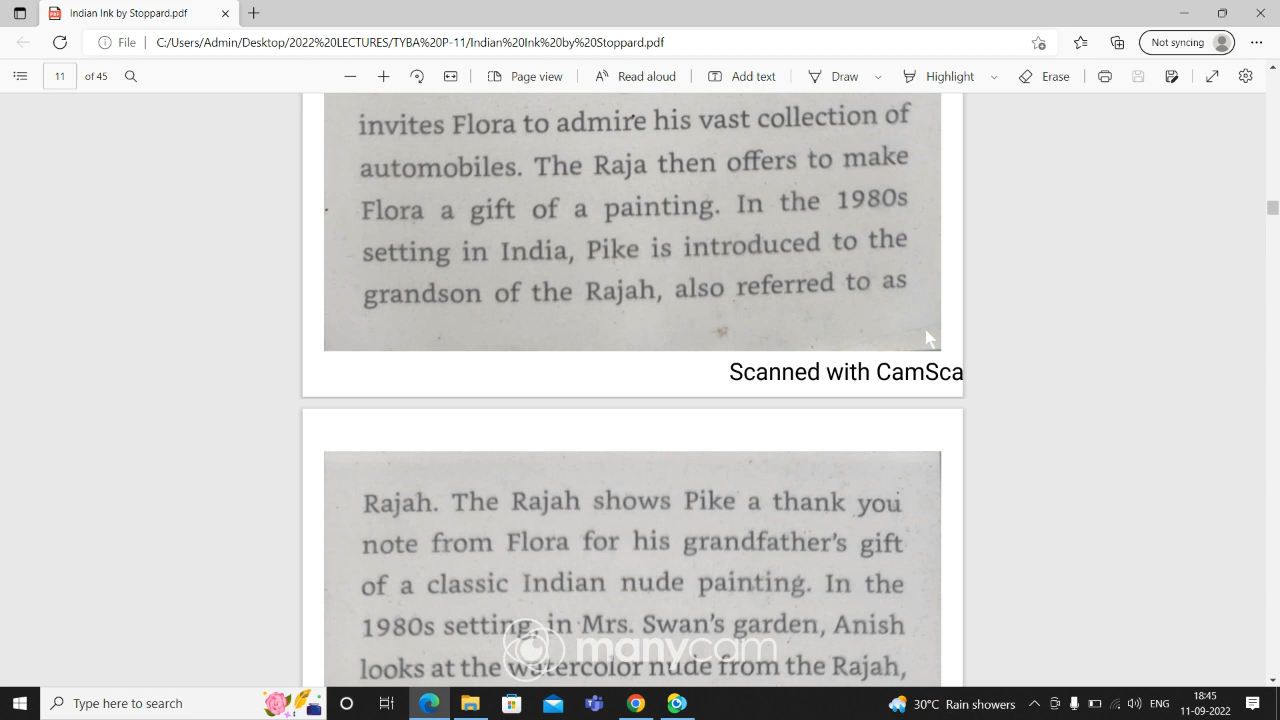 Indian Ink by Stoppard.pdf
File | C:/Users/Admin/Desktop/2022%20LECTURES/TYBA%20P-11/Indian%20Ink%20by%20Stoppard.pdf
Not syncing
11 of 45
Page view
Read aloud
Add text
Draw
Highlight
Erase
invites Flora to admire his vast collection of
automobiles. The Raja then offers to make
Flora a gift of a painting. In the 1980s
setting in India, Pike is introduced to the
grandson of the Rajah, also referred to as
Scanned with CamSca
Rajah. The Rajah shows Pike a thank you
note from Flora for his grandfather's gift
of a classic Indian nude painting. In the
1980s setting, in Mrs. Swan's garden, Anish
looks at the watercolor nude from the Rajah,
manycam
Type here to search
30°C Rain showers
ENG
18:45
11-09-2022